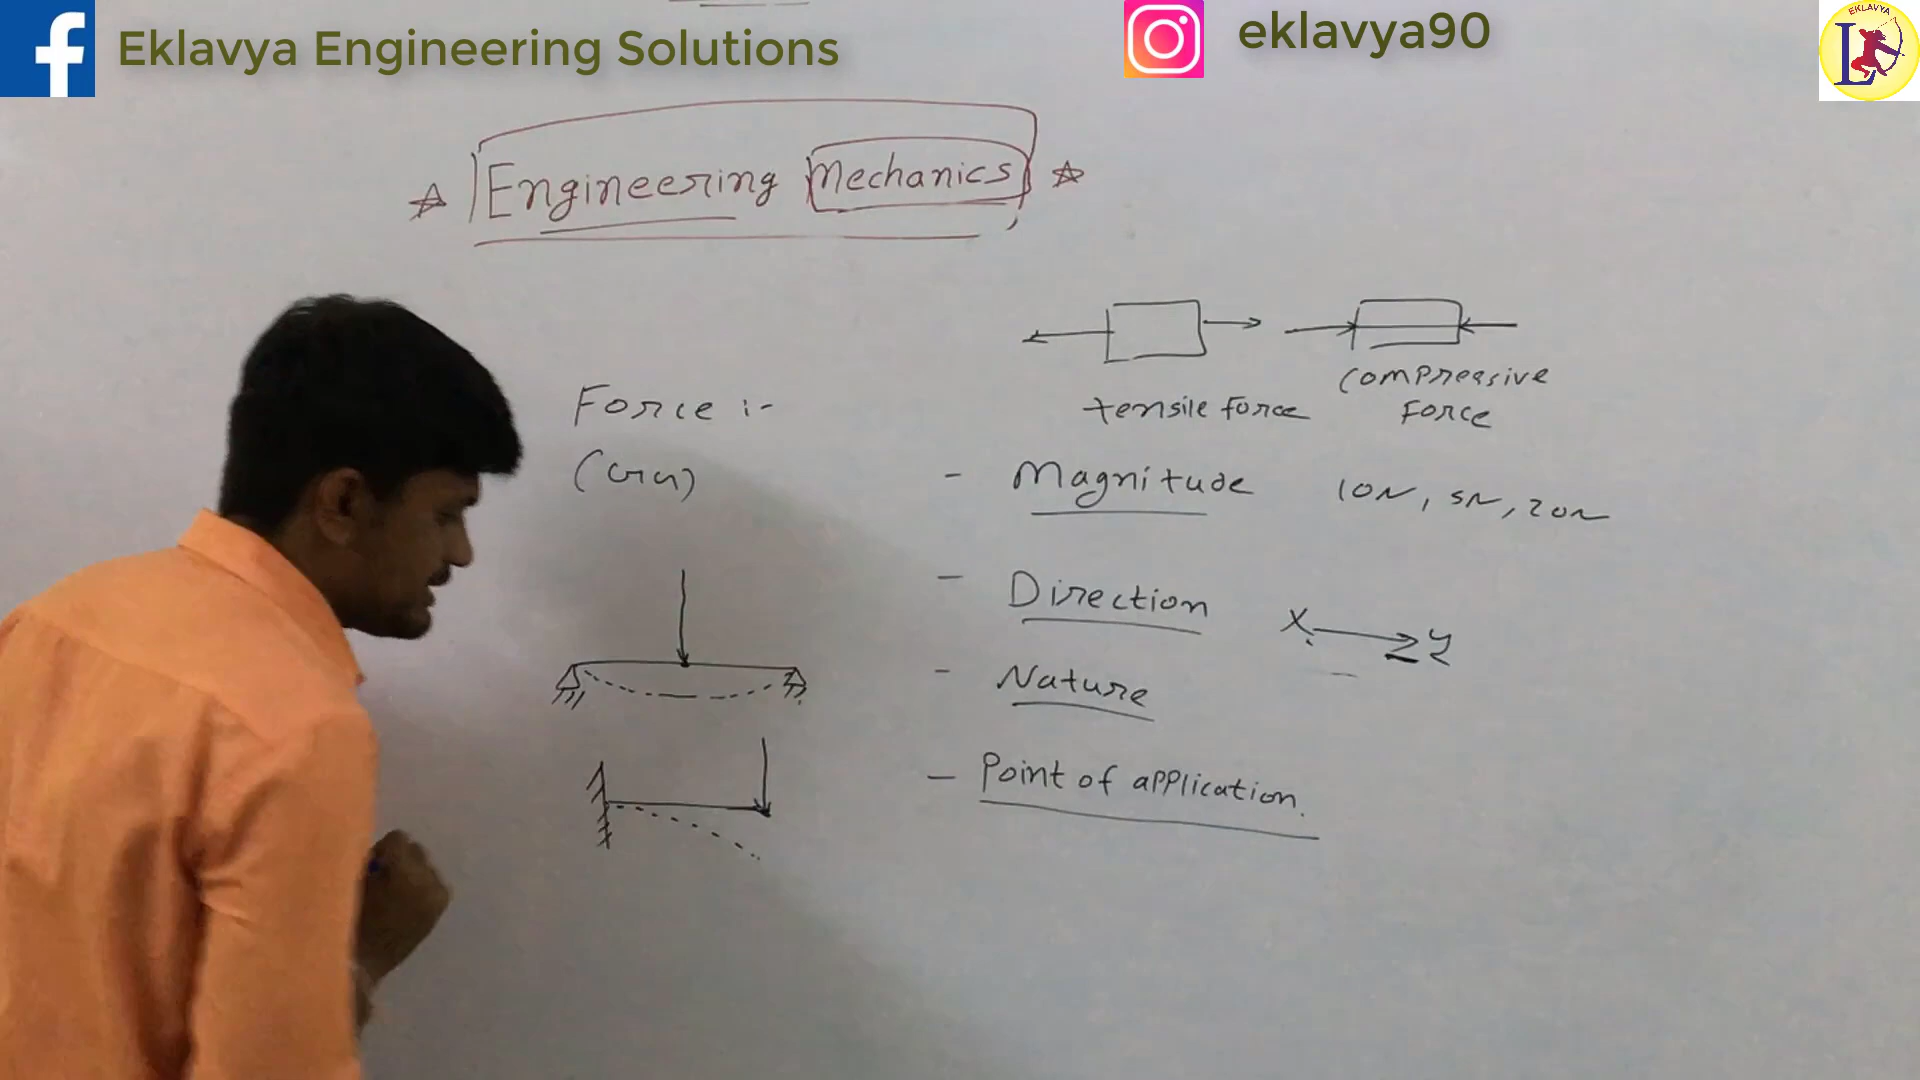 Eklavya Engineering Solutions
eklavya90
EKLAVYA
L
Engineering Mechanics
tensile force
compressive
Force
Force :-
- Magnitude 10N, 5N, 20N
- Direction X Y
- Nature
- Point of application.